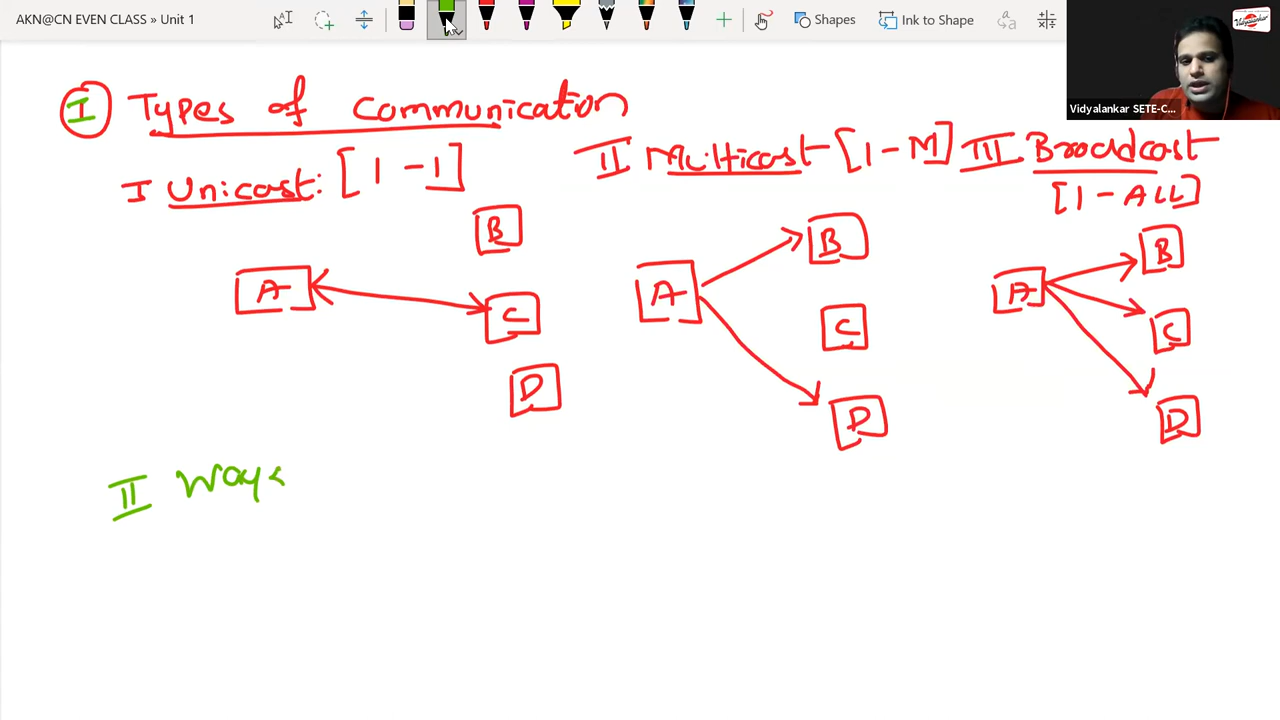 AKN@CN EVEN CLASS » Unit 1
Shapes
Ink to Shape
Vidyalankar
Vidyalankar SETE-C...
I Types of communication
I Unicast: [1-1]
II Multicast [1-M]
III Broadcast
[1-ALL]
A B C D
A B C D
A B C D
II Ways